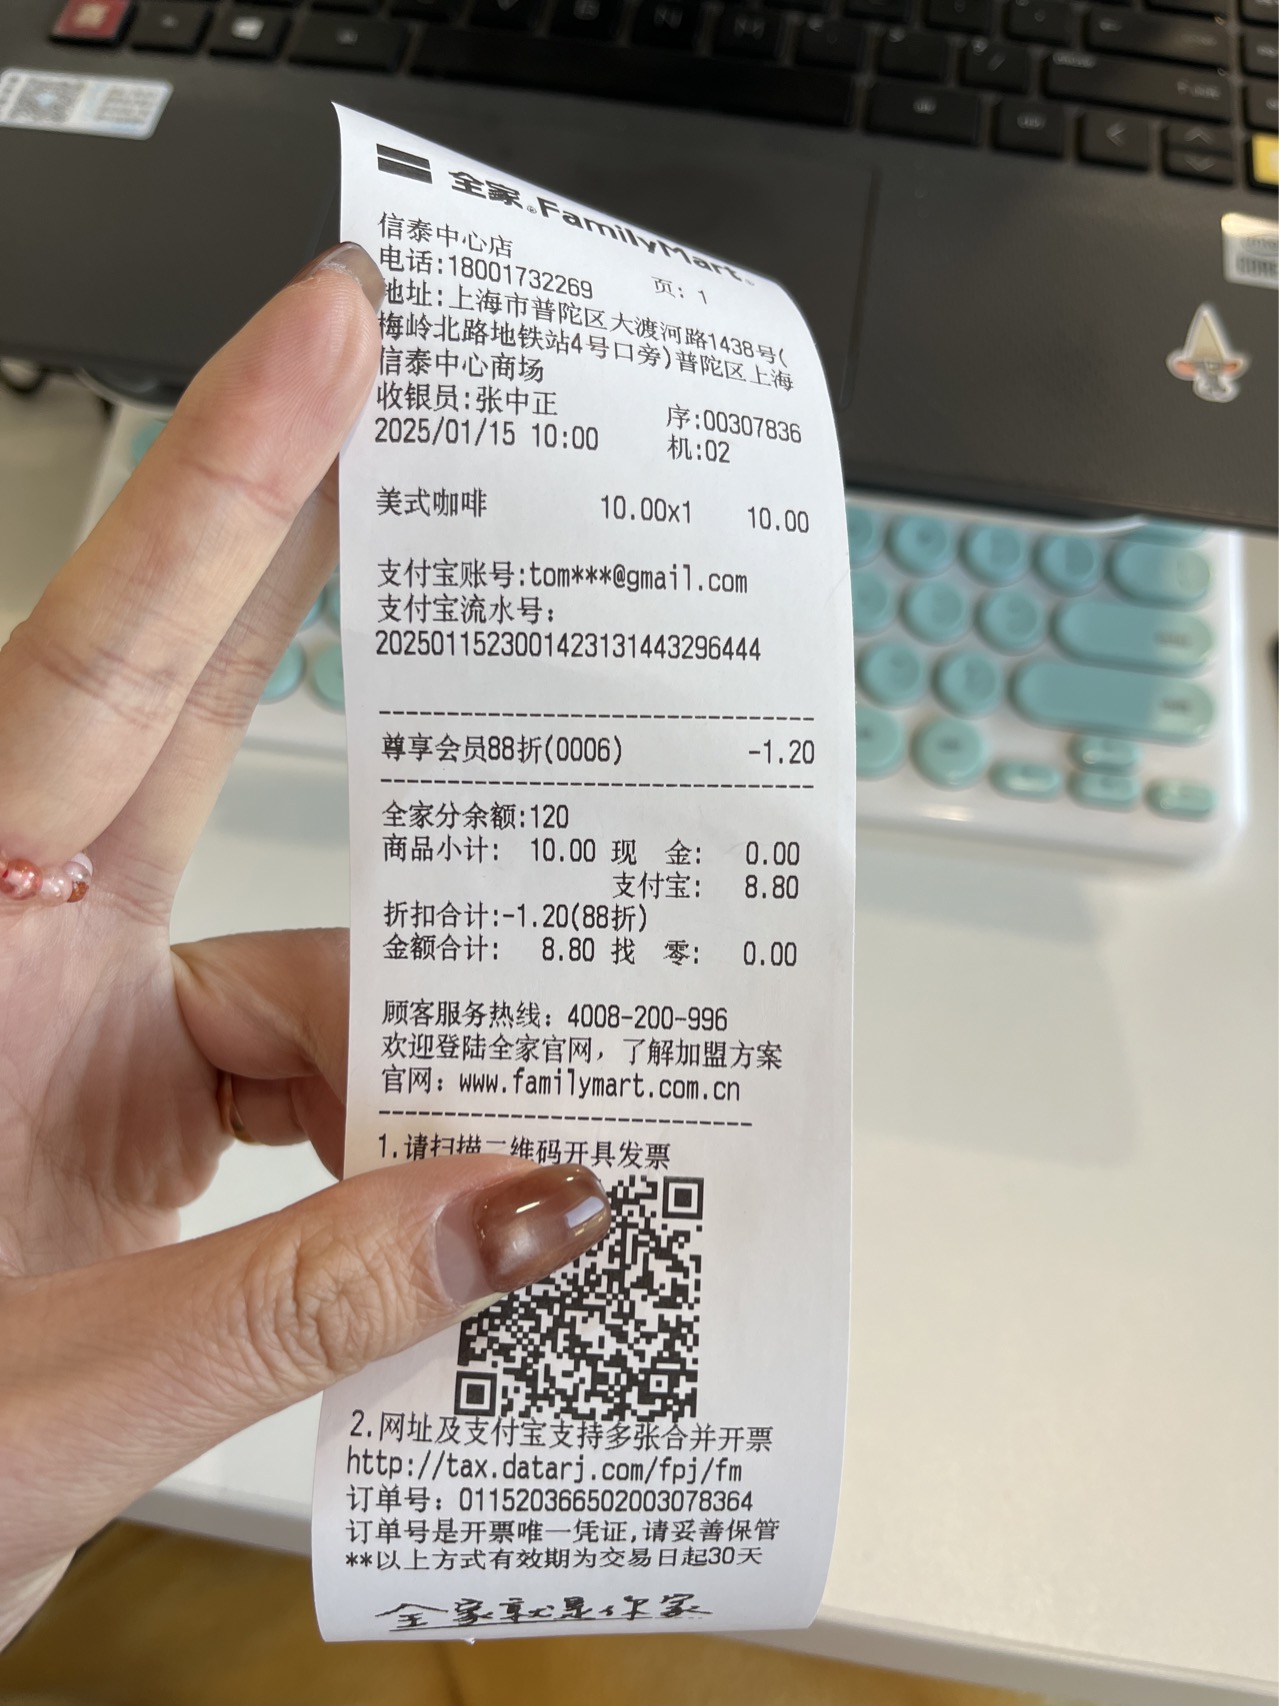 全家。FamilyMart。
信泰中心店
电话:18001732269 页: 1
地址:上海市普陀区大渡河路1438号(
梅岭北路地铁站4号口旁)普陀区上海
信泰中心商场
收银员:张中正 序:00307836
2025/01/15 10:00 机:02
美式咖啡 10.00x1 10.00
支付宝账号:tom***@gmail.com
支付宝流水号:
2025011523001423131443296444
尊享会员88折(0006) -1.20
全家分余额:120
商品小计: 10.00 现 金: 0.00
支付宝: 8.80
折扣合计:-1.20(88折)
金额合计: 8.80 找 零: 0.00
顾客服务热线: 4008-200-996
欢迎登陆全家官网, 了解加盟方案
官网: www.familymart.com.cn
1.请扫描二维码开具发票
2.网址及支付宝支持多张合并开票
http://tax.datarj.com/fpj/fm
订单号: 0115203665020030783​64
订单号是开票唯一凭证,请妥善保管
**以上方式有效期为交易日起30天
全家就是你家